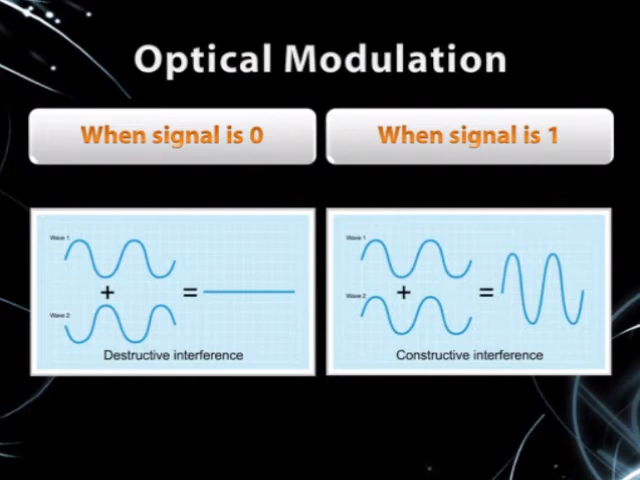 Optical Modulation
When signal is 0
When signal is 1
Wave 1
+
=
Wave 2
Destructive interference
Wave 1
+
=
Wave 2
Constructive interference